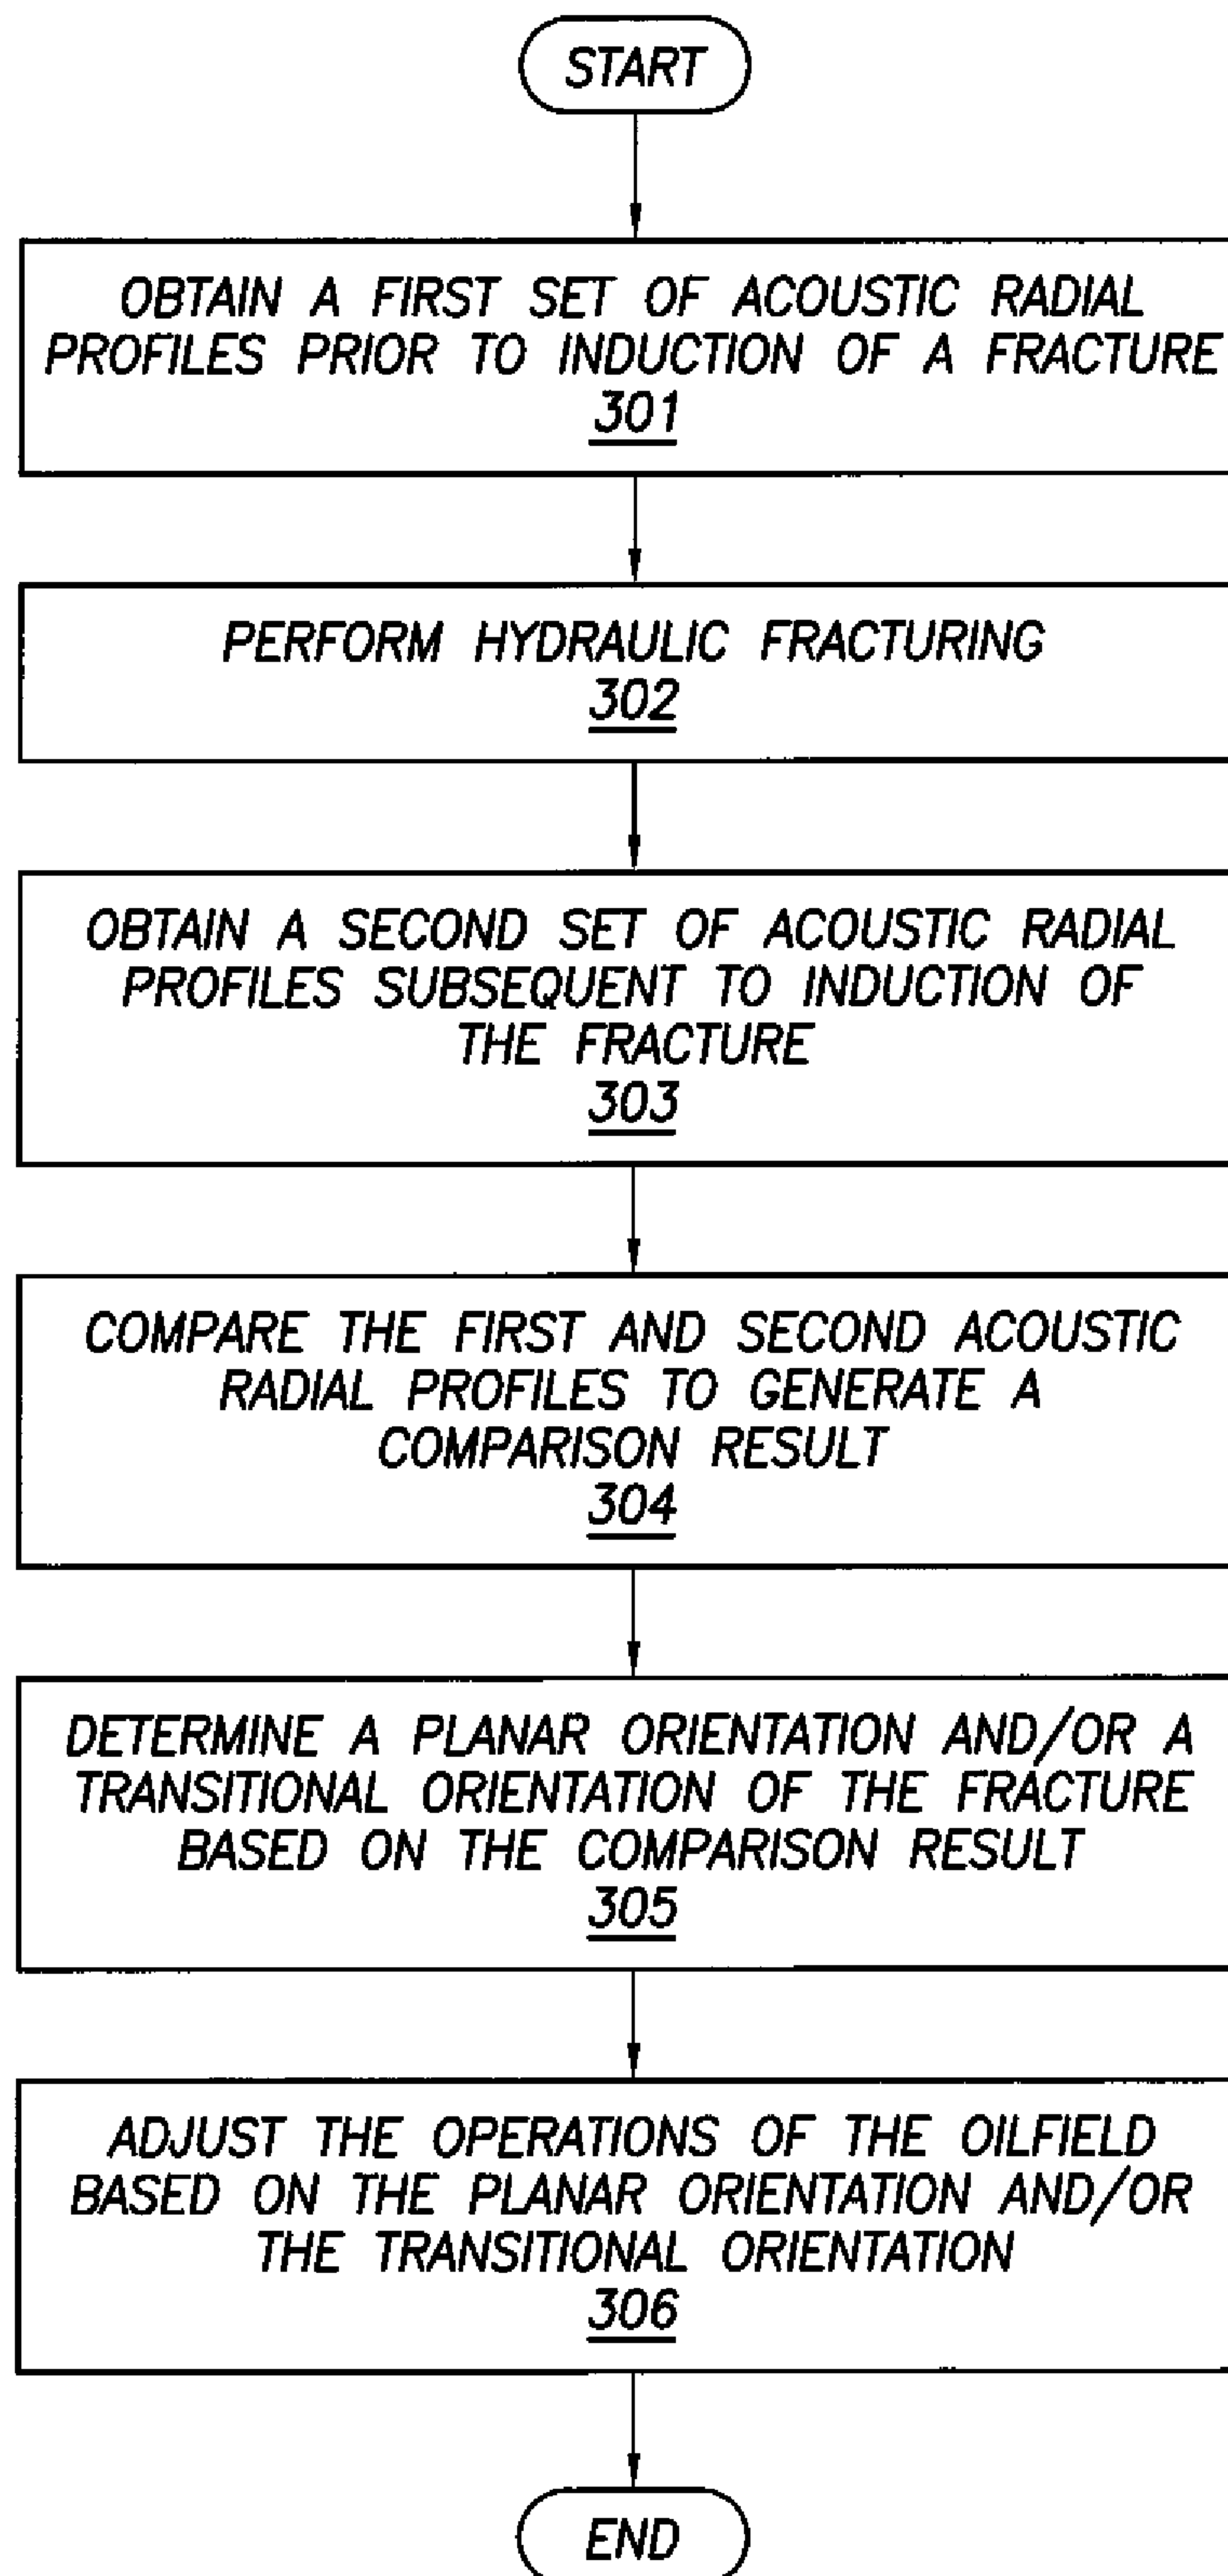 START
OBTAIN A FIRST SET OF ACOUSTIC RADIAL
PROFILES PRIOR TO INDUCTION OF A FRACTURE
301
PERFORM HYDRAULIC FRACTURING
302
OBTAIN A SECOND SET OF ACOUSTIC RADIAL
PROFILES SUBSEQUENT TO INDUCTION OF
THE FRACTURE
303
COMPARE THE FIRST AND SECOND ACOUSTIC
RADIAL PROFILES TO GENERATE A
COMPARISON RESULT
304
DETERMINE A PLANAR ORIENTATION AND/OR A
TRANSITIONAL ORIENTATION OF THE FRACTURE
BASED ON THE COMPARISON RESULT
305
ADJUST THE OPERATIONS OF THE OILFIELD
BASED ON THE PLANAR ORIENTATION AND/OR
THE TRANSITIONAL ORIENTATION
306
END